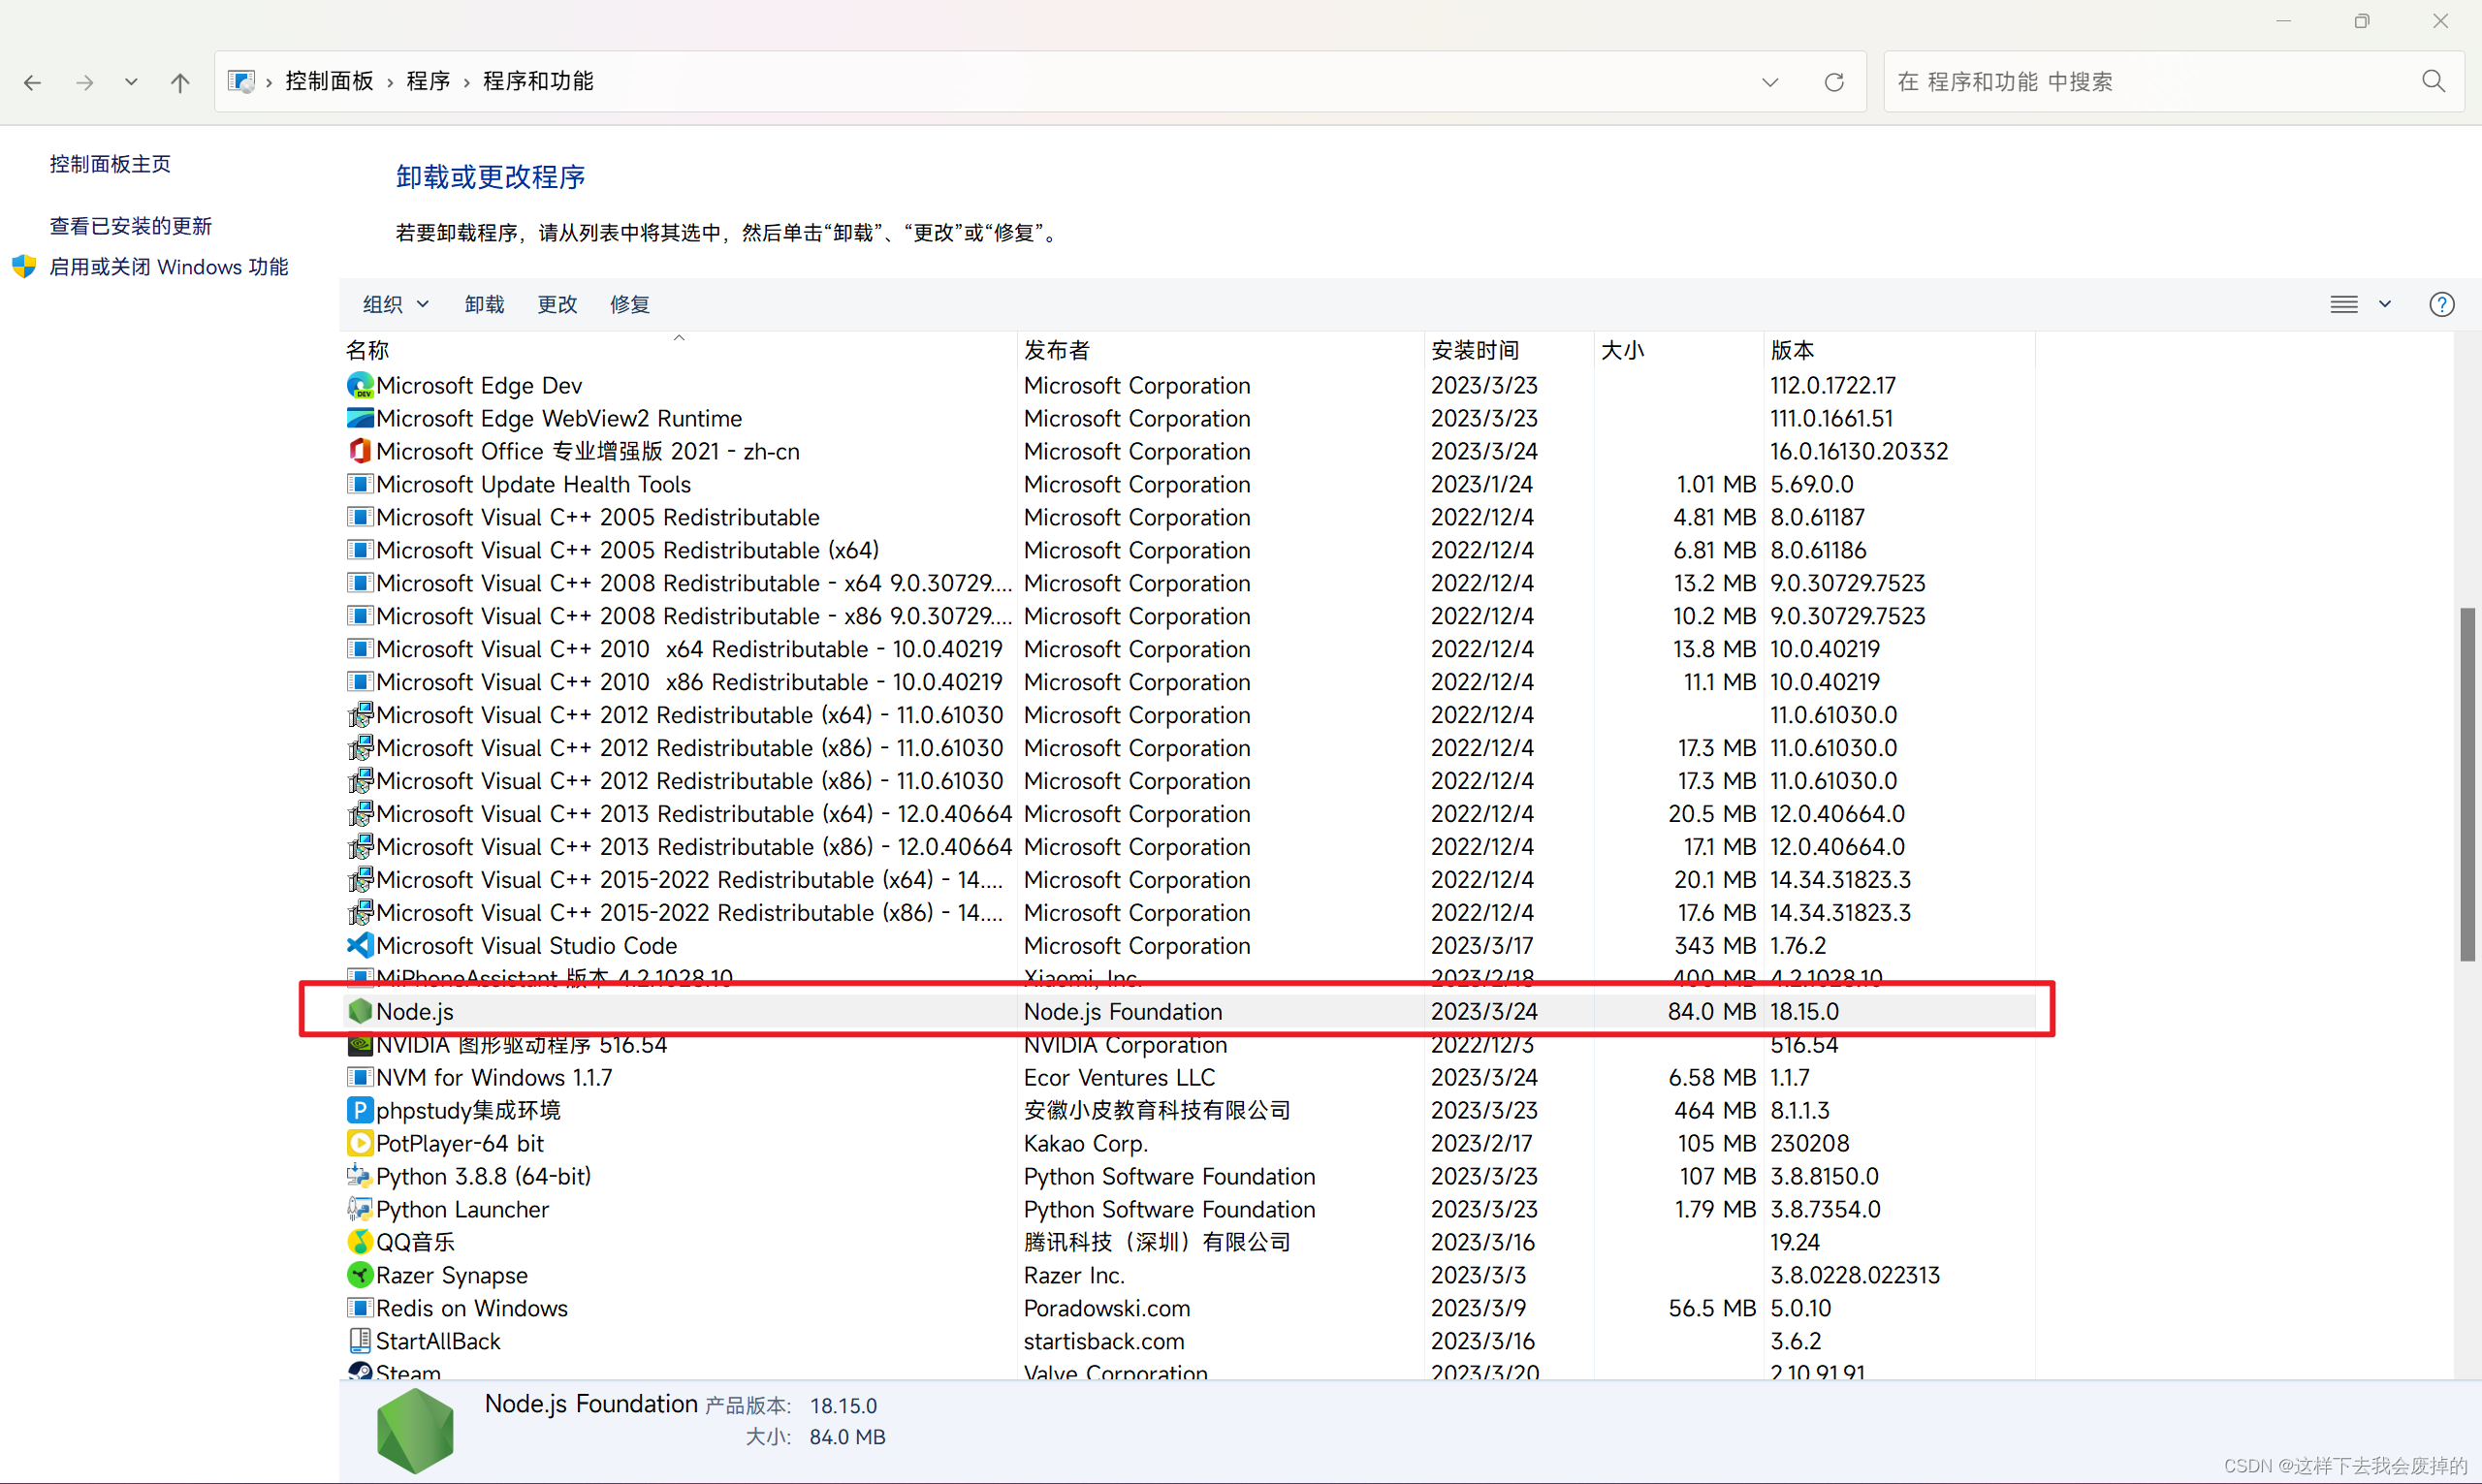 控制面板 › 程序 › 程序和功能
在 程序和功能 中搜索
控制面板主页
查看已安装的更新
启用或关闭 Windows 功能
卸载或更改程序
若要卸载程序，请从列表中将其选中，然后单击“卸载”、“更改”或“修复”。
组织 卸载 更改 修复
名称 发布者 安装时间 大小 版本
Microsoft Edge Dev Microsoft Corporation 2023/3/23 112.0.1722.17
Microsoft Edge WebView2 Runtime Microsoft Corporation 2023/3/23 111.0.1661.51
Microsoft Office 专业增强版 2021 - zh-cn Microsoft Corporation 2023/3/24 16.0.16130.20332
Microsoft Update Health Tools Microsoft Corporation 2023/1/24 1.01 MB 5.69.0.0
Microsoft Visual C++ 2005 Redistributable Microsoft Corporation 2022/12/4 4.81 MB 8.0.61187
Microsoft Visual C++ 2005 Redistributable (x64) Microsoft Corporation 2022/12/4 6.81 MB 8.0.61186
Microsoft Visual C++ 2008 Redistributable - x64 9.0.30729.... Microsoft Corporation 2022/12/4 13.2 MB 9.0.30729.7523
Microsoft Visual C++ 2008 Redistributable - x86 9.0.30729.... Microsoft Corporation 2022/12/4 10.2 MB 9.0.30729.7523
Microsoft Visual C++ 2010 x64 Redistributable - 10.0.40219 Microsoft Corporation 2022/12/4 13.8 MB 10.0.40219
Microsoft Visual C++ 2010 x86 Redistributable - 10.0.40219 Microsoft Corporation 2022/12/4 11.1 MB 10.0.40219
Microsoft Visual C++ 2012 Redistributable (x64) - 11.0.61030 Microsoft Corporation 2022/12/4 11.0.61030.0
Microsoft Visual C++ 2012 Redistributable (x86) - 11.0.61030 Microsoft Corporation 2022/12/4 17.3 MB 11.0.61030.0
Microsoft Visual C++ 2012 Redistributable (x86) - 11.0.61030 Microsoft Corporation 2022/12/4 17.3 MB 11.0.61030.0
Microsoft Visual C++ 2013 Redistributable (x64) - 12.0.40664 Microsoft Corporation 2022/12/4 20.5 MB 12.0.40664.0
Microsoft Visual C++ 2013 Redistributable (x86) - 12.0.40664 Microsoft Corporation 2022/12/4 17.1 MB 12.0.40664.0
Microsoft Visual C++ 2015-2022 Redistributable (x64) - 14.... Microsoft Corporation 2022/12/4 20.1 MB 14.34.31823.3
Microsoft Visual C++ 2015-2022 Redistributable (x86) - 14.... Microsoft Corporation 2022/12/4 17.6 MB 14.34.31823.3
Microsoft Visual Studio Code Microsoft Corporation 2023/3/17 343 MB 1.76.2
MiPhoneAssistant 版本 4.2.1028.10 Xiaomi, Inc. 2023/2/18 400 MB 4.2.1028.10
Node.js Node.js Foundation 2023/3/24 84.0 MB 18.15.0
NVIDIA 图形驱动程序 516.54 NVIDIA Corporation 2022/12/3 516.54
NVM for Windows 1.1.7 Ecor Ventures LLC 2023/3/24 6.58 MB 1.1.7
phpstudy集成环境 安徽小皮教育科技有限公司 2023/3/23 464 MB 8.1.1.3
PotPlayer-64 bit Kakao Corp. 2023/2/17 105 MB 230208
Python 3.8.8 (64-bit) Python Software Foundation 2023/3/23 107 MB 3.8.8150.0
Python Launcher Python Software Foundation 2023/3/23 1.79 MB 3.8.7354.0
QQ音乐 腾讯科技（深圳）有限公司 2023/3/16 19.24
Razer Synapse Razer Inc. 2023/3/3 3.8.0228.022313
Redis on Windows Poradowski.com 2023/3/9 56.5 MB 5.0.10
StartAllBack startisback.com 2023/3/16 3.6.2
Steam Valve Corporation 2023/3/20 2.10.91.91
Node.js Foundation 产品版本: 18.15.0
大小: 84.0 MB
CSDN @这样下去我会废掉的